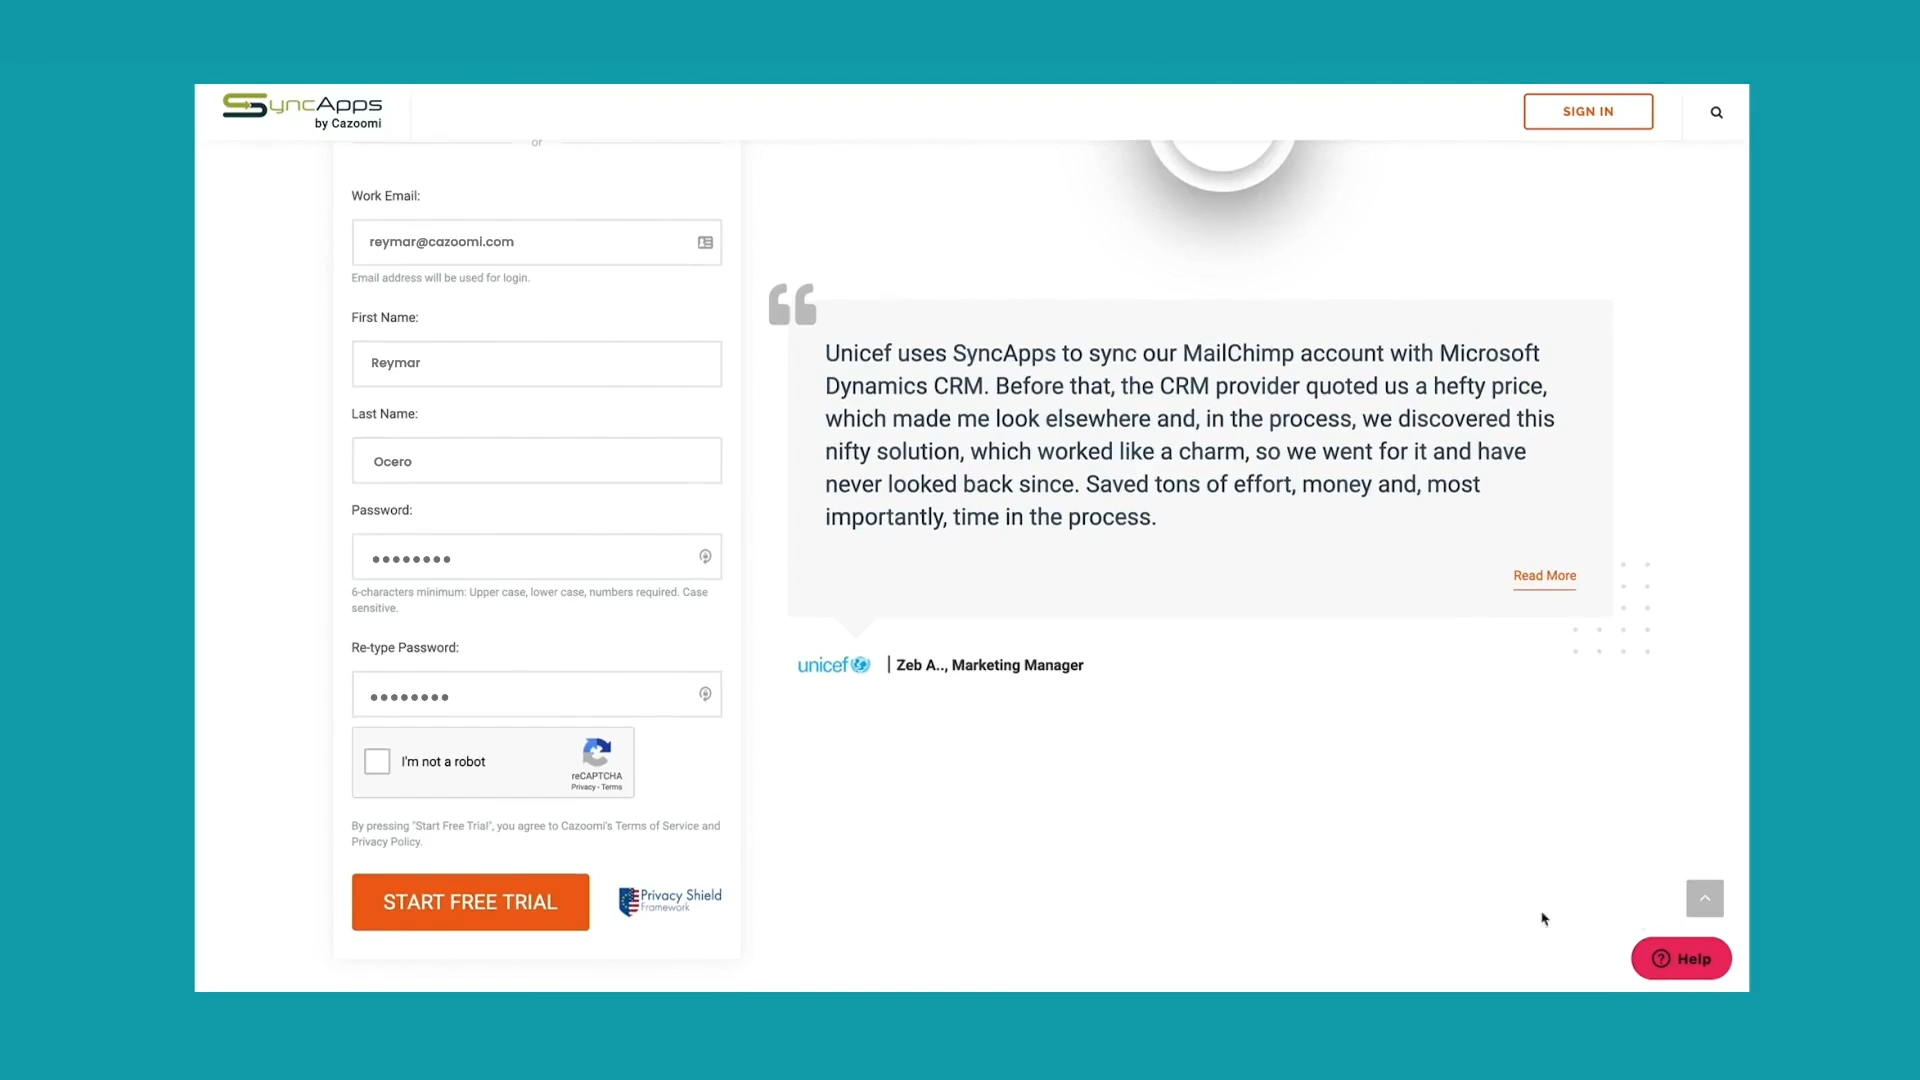 SyncApps
by Cazoomi
SIGN IN
or
Work Email:
reymar@cazoomi.com
Email address will be used for login.
First Name:
Reymar
Last Name:
Ocero
Password:
6-characters minimum: Upper case, lower case, numbers required. Case
sensitive.
Re-type Password:
I'm not a robot
reCAPTCHA
Privacy - Terms
By pressing "Start Free Trial", you agree to Cazoomi's Terms of Service and
Privacy Policy.
START FREE TRIAL
Privacy Shield
Framework
Unicef uses SyncApps to sync our MailChimp account with Microsoft
Dynamics CRM. Before that, the CRM provider quoted us a hefty price,
which made me look elsewhere and, in the process, we discovered this
nifty solution, which worked like a charm, so we went for it and have
never looked back since. Saved tons of effort, money and, most
importantly, time in the process.
Read More
unicef | Zeb A.., Marketing Manager
Help